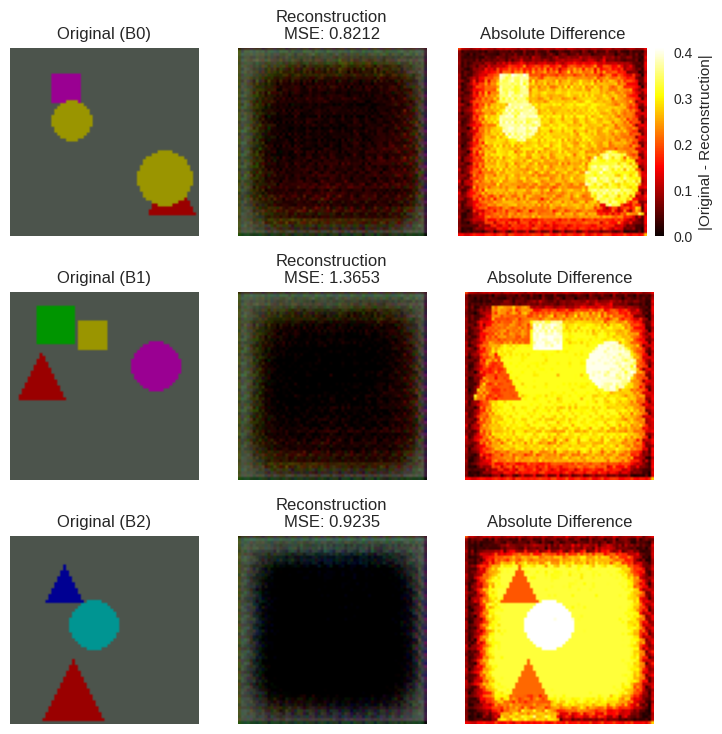 Original (B0)
Reconstruction
MSE: 0.8212
Absolute Difference
0.4
0.3
0.2
0.1
0.0
|Original - Reconstruction|
Original (B1)
Reconstruction
MSE: 1.3653
Absolute Difference
Original (B2)
Reconstruction
MSE: 0.9235
Absolute Difference